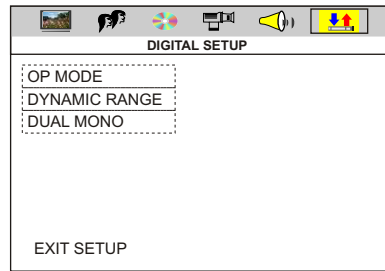 DIGITAL SETUP
OP MODE
DYNAMIC RANGE
DUAL MONO
EXIT SETUP